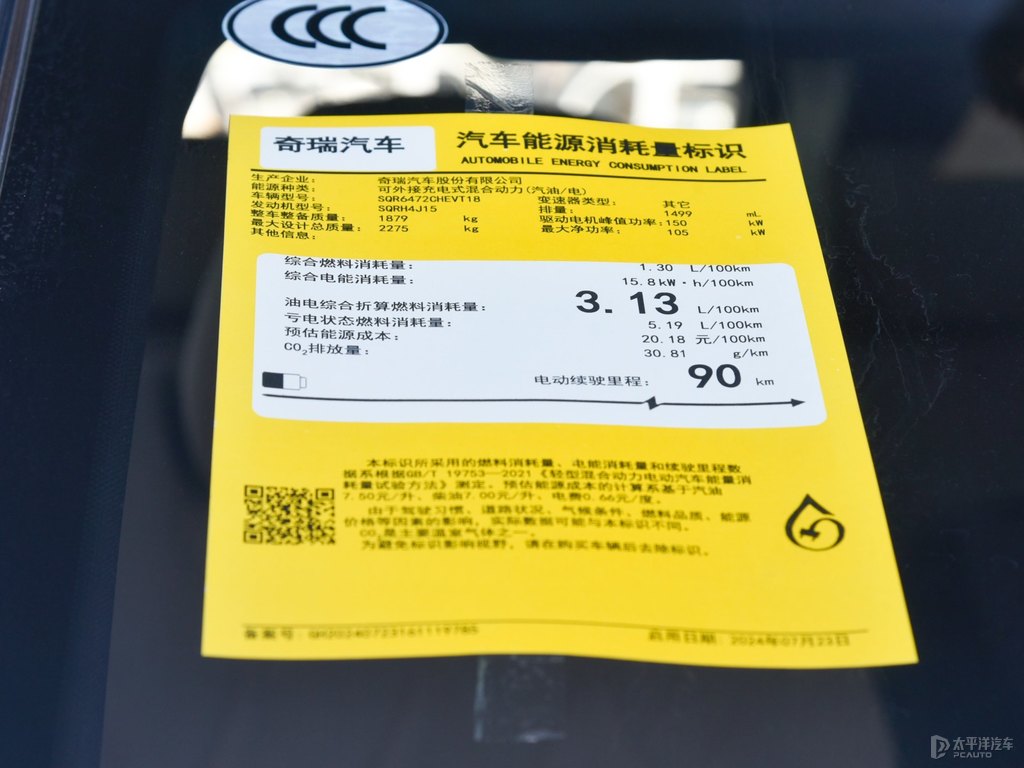 CCC
奇瑞汽车
汽车能源消耗量标识
AUTOMOBILE ENERGY CONSUMPTION LABEL
生产企业: 奇瑞汽车股份有限公司
能源种类: 可外接充电式混合动力(汽油/电)
车辆型号: SQR6472CHEVT18 变速器类型: 其它
发动机型号: SQRH4J15 排量: 1499 mL
整车整备质量: 1879 kg 驱动电机峰值功率: 150 kW
最大设计总质量: 2275 kg 最大净功率: 105 kW
其他信息:
综合燃料消耗量: 1.30 L/100km
综合电能消耗量: 15.8 kW·h/100km
油电综合折算燃料消耗量: 3.13 L/100km
亏电状态燃料消耗量: 5.19 L/100km
预估能源成本: 20.18 元/100km
CO₂排放量: 30.81 g/km
电动续驶里程: 90 km
本标识所采用的燃料消耗量、电能消耗量和续驶里程数
据系根据GB/T 19753—2021《轻型混合动力电动汽车能量消
耗量试验方法》测定。预估能源成本的计算系基于汽油
7.50元/升、柴油7.00元/升、电费0.66元/度。
由于驾驶习惯、道路状况、气候条件、燃料品质、能源
价格等因素的影响,实际数据可能与本标识不同。
CO₂是主要温室气体之一。
为避免标识影响视野,请在购买车辆后去除标识。
备案号:
启用日期: 2024年07月23日
太平洋汽车
PCAUTO